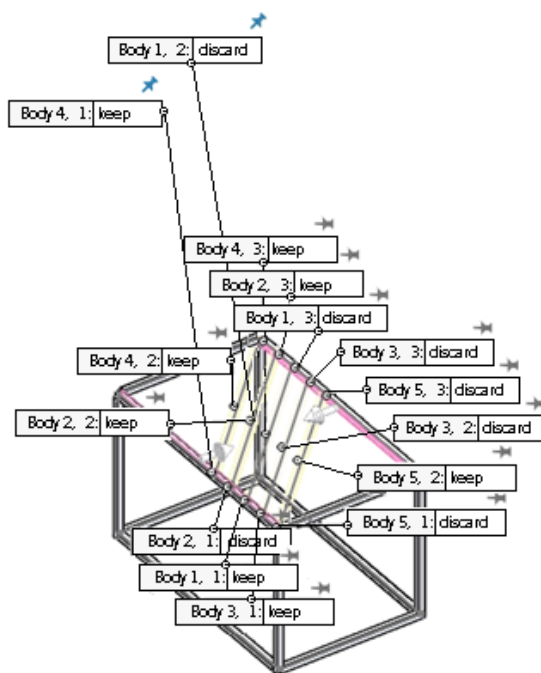 Body 1, 2: discard
Body 4, 1: keep
Body 4, 3: keep
Body 2, 3: keep
Body 1, 3: discard
Body 3, 3: discard
Body 4, 2: keep
Body 5, 3: discard
Body 2, 2: keep
Body 3, 2: discard
Body 5, 2: keep
Body 5, 1: discard
Body 2, 1: discard
Body 1, 1: keep
Body 3, 1: keep